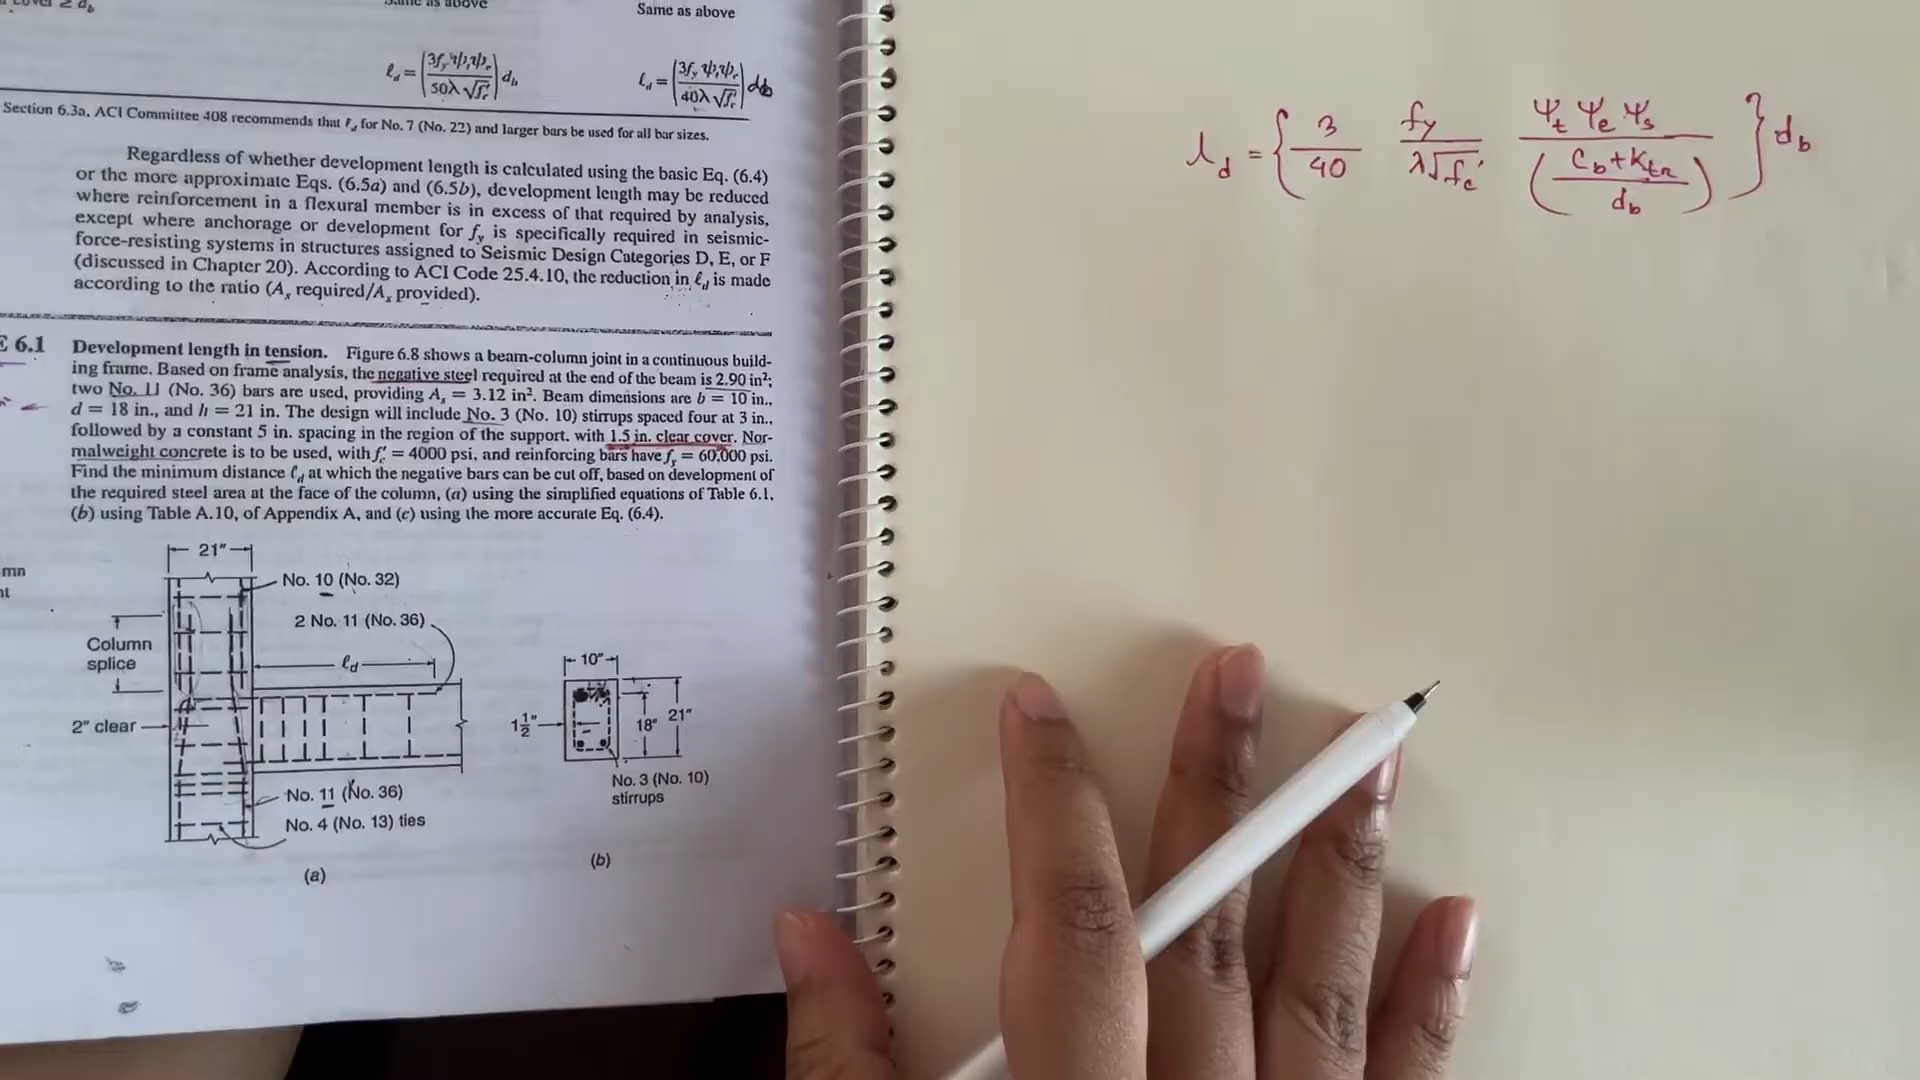 Same as above
Same as above
ℓd = (3fyψtψe / 50λ√f′c) db
ℓd = (3fyψtψe / 40λ√f′c) db
Section 6.3a, ACI Committee 408 recommends that ℓd for No. 7 (No. 22) and larger bars be used for all bar sizes.
Regardless of whether development length is calculated using the basic Eq. (6.4)
or the more approximate Eqs. (6.5a) and (6.5b), development length may be reduced
where reinforcement in a flexural member is in excess of that required by analysis,
except where anchorage or development for fy is specifically required in seismic-
force-resisting systems in structures assigned to Seismic Design Categories D, E, or F
(discussed in Chapter 20). According to ACI Code 25.4.10, the reduction in ℓd is made
according to the ratio (As required/As provided).
E 6.1 Development length in tension. Figure 6.8 shows a beam-column joint in a continuous build-
ing frame. Based on frame analysis, the negative steel required at the end of the beam is 2.90 in²;
two No. 11 (No. 36) bars are used, providing As = 3.12 in². Beam dimensions are b = 10 in.,
d = 18 in., and h = 21 in. The design will include No. 3 (No. 10) stirrups spaced four at 3 in.,
followed by a constant 5 in. spacing in the region of the support, with 1.5 in. clear cover. Nor-
malweight concrete is to be used, with f′c = 4000 psi, and reinforcing bars have fy = 60,000 psi.
Find the minimum distance ℓd at which the negative bars can be cut off, based on development of
the required steel area at the face of the column, (a) using the simplified equations of Table 6.1,
(b) using Table A.10, of Appendix A, and (c) using the more accurate Eq. (6.4).
mn
21″
No. 10 (No. 32)
2 No. 11 (No. 36)
Column
splice
ℓd
2″ clear
No. 11 (No. 36)
No. 4 (No. 13) ties
(a)
10″
1½″
18″
21″
No. 3 (No. 10)
stirrups
(b)
ld = { 3/40 fy/λ√fc′ ψt ψe ψs / ((Cb + Ktr)/db) } db